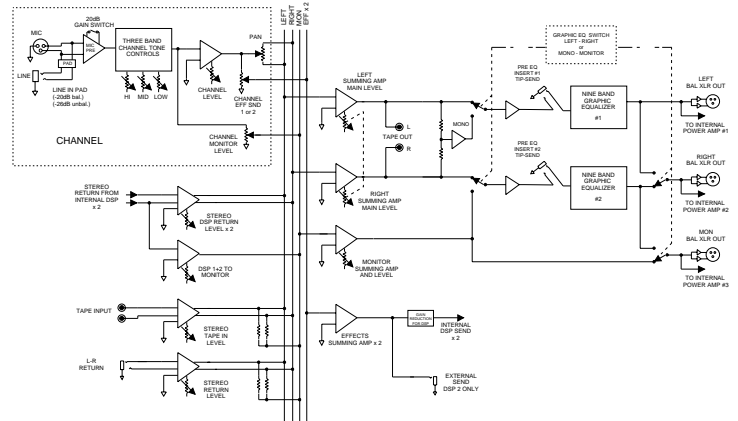 20dB
GAIN SWITCH
MIC
MIC
PRE
PAD
LINE
LINE IN PAD
(-20dB bal.)
(-26dB unbal.)
THREE BAND
CHANNEL TONE
CONTROLS
HI MID LOW
CHANNEL
LEVEL
PAN
CHANNEL
EFF SND
1 or 2
CHANNEL
MONITOR
LEVEL
CHANNEL
LEFT
RIGHT
MON
EFF x 2
STEREO
RETURN FROM
INTERNAL DSP
x 2
STEREO
DSP RETURN
LEVEL x 2
DSP 1+2 TO
MONITOR
TAPE INPUT
STEREO
TAPE IN
LEVEL
L-R
RETURN
STEREO
RETURN
LEVEL
LEFT
SUMMING AMP
MAIN LEVEL
L
TAPE OUT
R
MONO
RIGHT
SUMMING AMP
MAIN LEVEL
MONITOR
SUMMING AMP
AND LEVEL
EFFECTS
SUMMING AMP x 2
GAIN
REDUCTION
FOR DSP
INTERNAL
DSP SEND
x 2
EXTERNAL
SEND
DSP 2 ONLY
GRAPHIC EQ SWITCH
LEFT - RIGHT
or
MONO - MONITOR
PRE EQ
INSERT #1
TIP-SEND
NINE BAND
GRAPHIC
EQUALIZER
#1
PRE EQ
INSERT #2
TIP-SEND
NINE BAND
GRAPHIC
EQUALIZER
#2
LEFT
BAL XLR OUT
TO INTERNAL
POWER AMP #1
RIGHT
BAL XLR OUT
TO INTERNAL
POWER AMP #2
MON
BAL XLR OUT
TO INTERNAL
POWER AMP #3